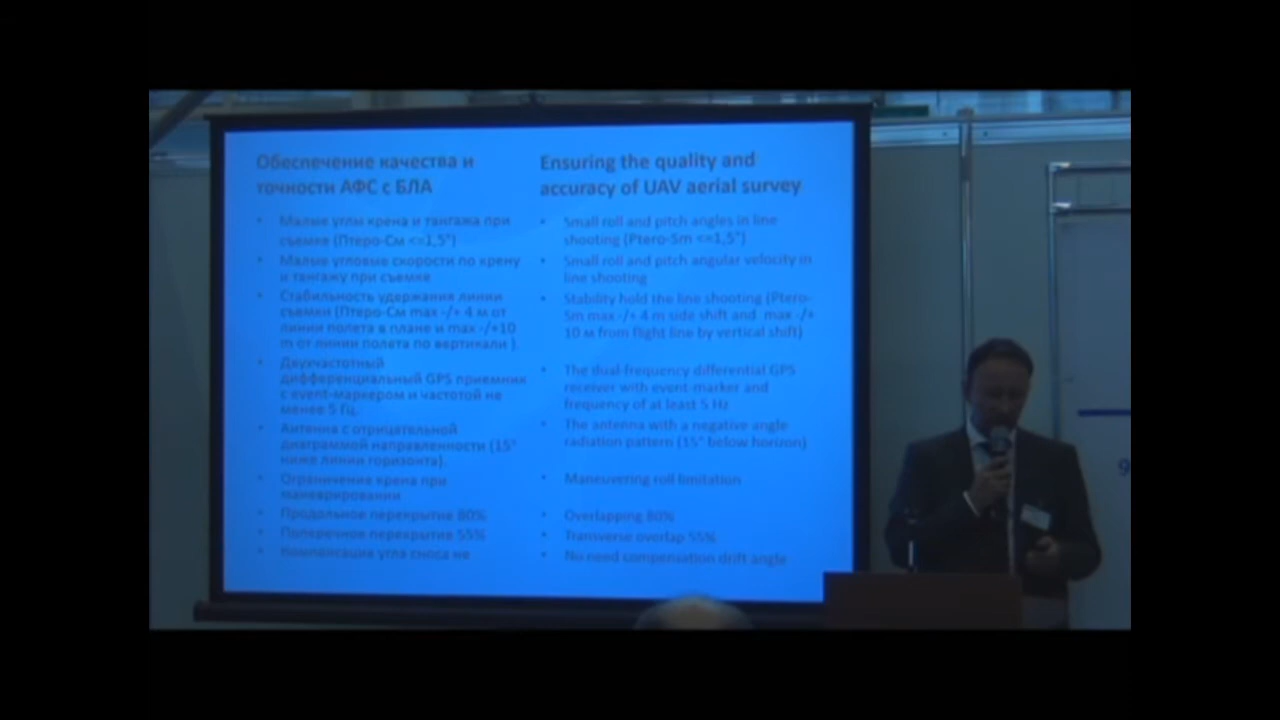 Обеспечение качества и
точности АФС с БЛА
• Малые углы крена и тангажа при
съемке (Птеро-См <=1,5°)
• Малые угловые скорости по крену
и тангажу при съемке
• Стабильность удержания линии
съемки (Птеро-См max -/+ 4 м от
линии полета в плане и max -/+10
m от линии полета по вертикали ).
• Двухчастотный
дифференциальный GPS приемник
с event-маркером и частотой не
менее 5 Гц.
• Антенна с отрицательной
диаграммой направленности (15°
ниже линии горизонта).
• Ограничение крена при
маневрировании
• Продольное перекрытие 80%
• Поперечное перекрытие 55%
• Компенсация угла сноса не
Ensuring the quality and
accuracy of UAV aerial survey
• Small roll and pitch angles in line
shooting (Ptero-Sm <=1,5°)
• Small roll and pitch angular velocity in
line shooting
• Stability hold the line shooting (Ptero-
Sm max -/+ 4 m side shift and max -/+
10 м from flight line by vertical shift)
• The dual-frequency differential GPS
receiver with event-marker and
frequency of at least 5 Hz
• The antenna with a negative angle
radiation pattern (15° below horizon)
• Maneuvering roll limitation
• Overlapping 80%
• Transverse overlap 55%
• No need compensation drift angle
9